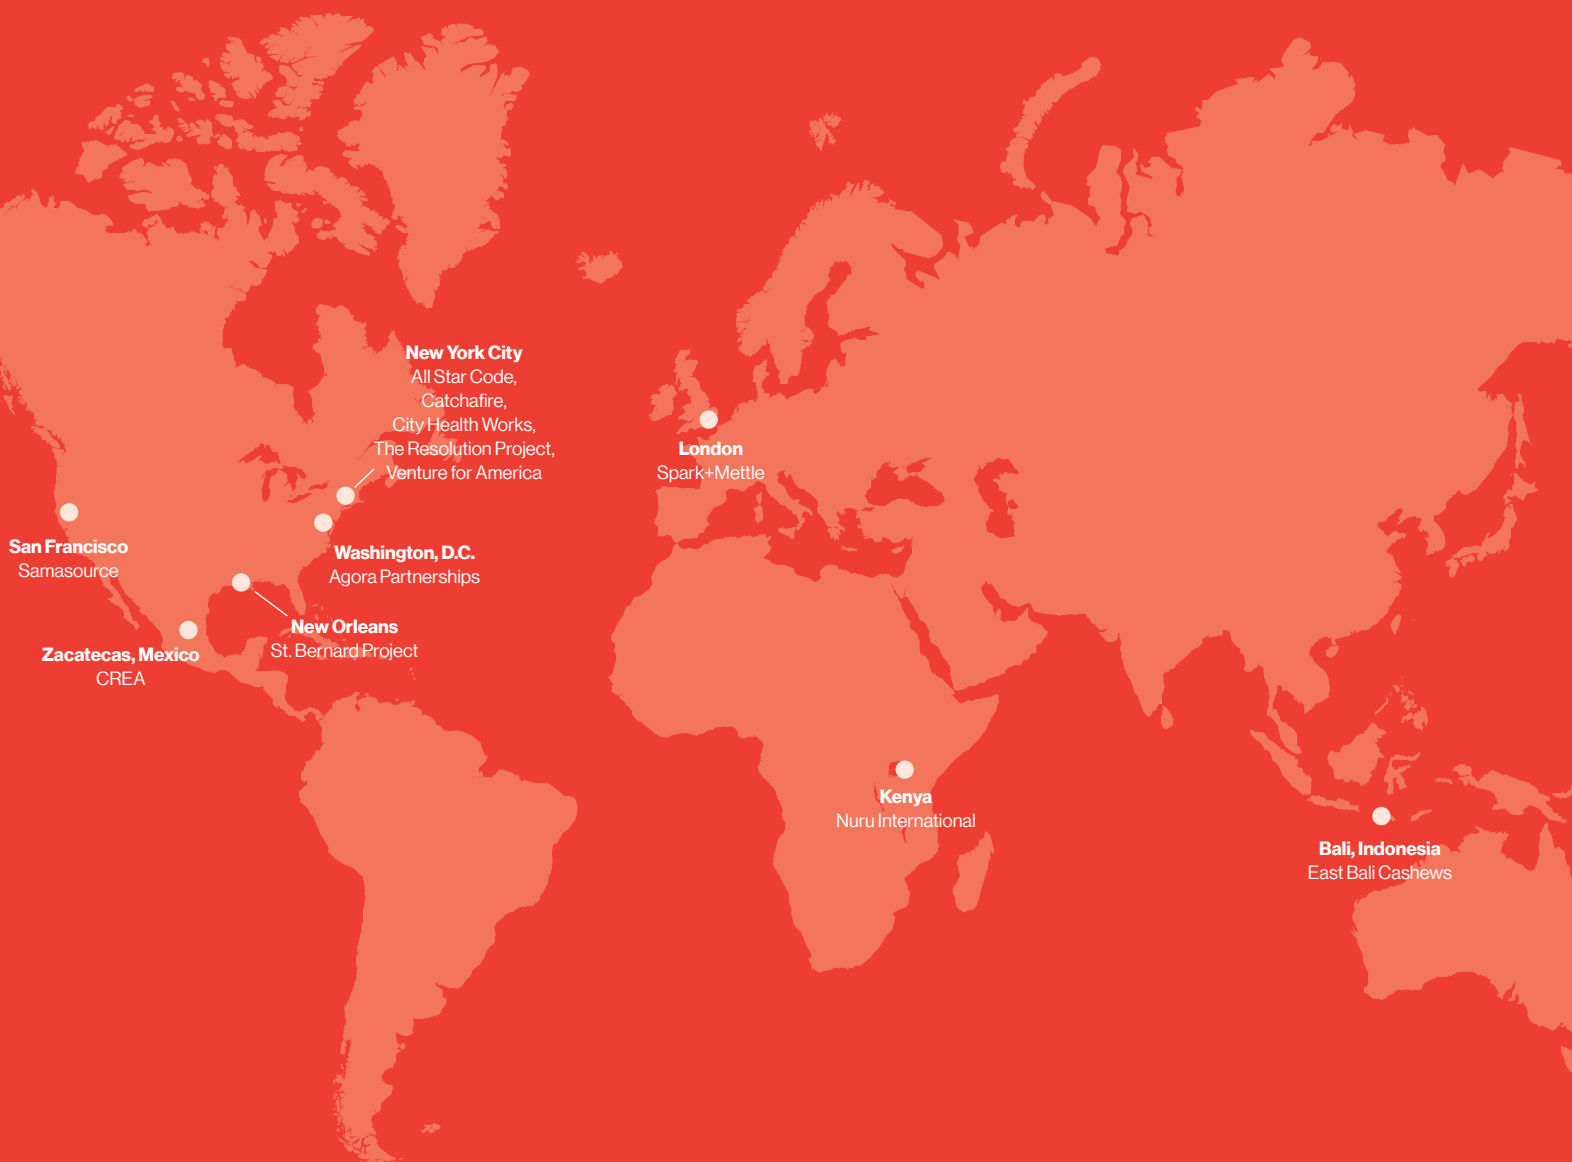 New York City
All Star Code,
Catchafire,
City Health Works,
The Resolution Project,
Venture for America
London
Spark+Mettle
San Francisco
Samasource
Washington, D.C.
Agora Partnerships
New Orleans
St. Bernard Project
Zacatecas, Mexico
CREA
Kenya
Nuru International
Bali, Indonesia
East Bali Cashews